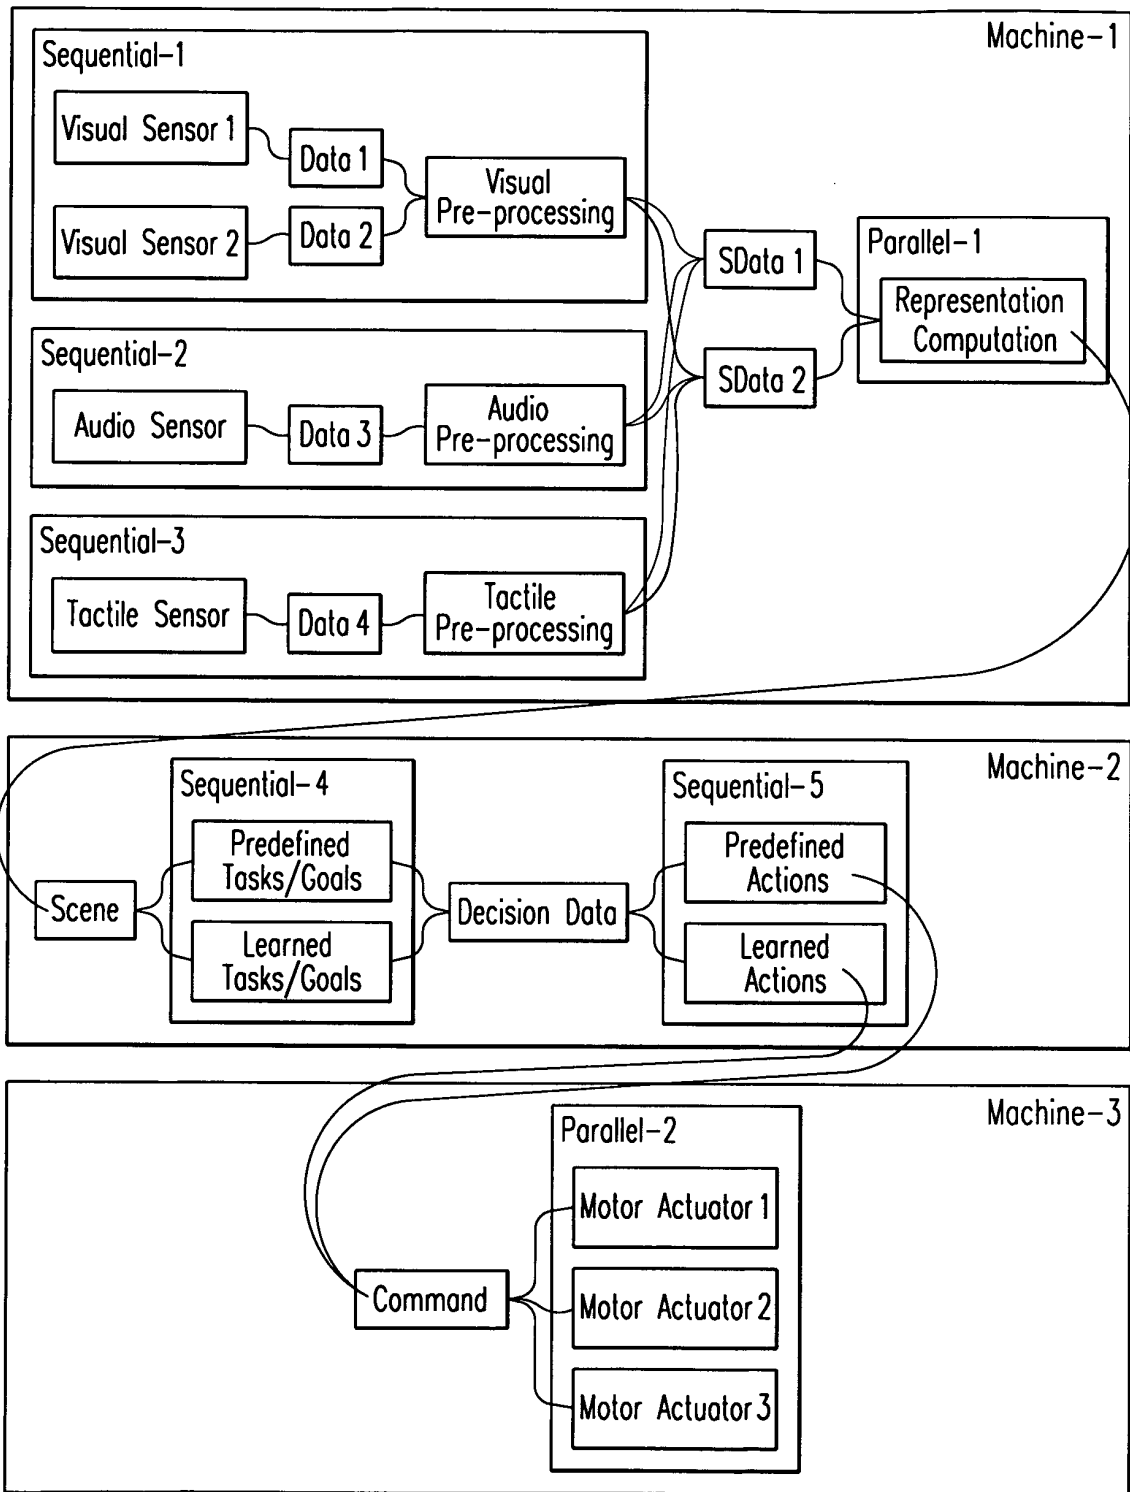 Machine-1
Sequential-1
Visual Sensor 1
Data 1
Visual
Pre-processing
Visual Sensor 2
Data 2
SData 1
Parallel-1
Representation
Computation
Sequential-2
Audio Sensor
Data 3
Audio
Pre-processing
SData 2
Sequential-3
Tactile Sensor
Data 4
Tactile
Pre-processing
Machine-2
Sequential-4
Predefined
Tasks/Goals
Scene
Learned
Tasks/Goals
Decision Data
Sequential-5
Predefined
Actions
Learned
Actions
Machine-3
Parallel-2
Motor Actuator 1
Command
Motor Actuator 2
Motor Actuator 3